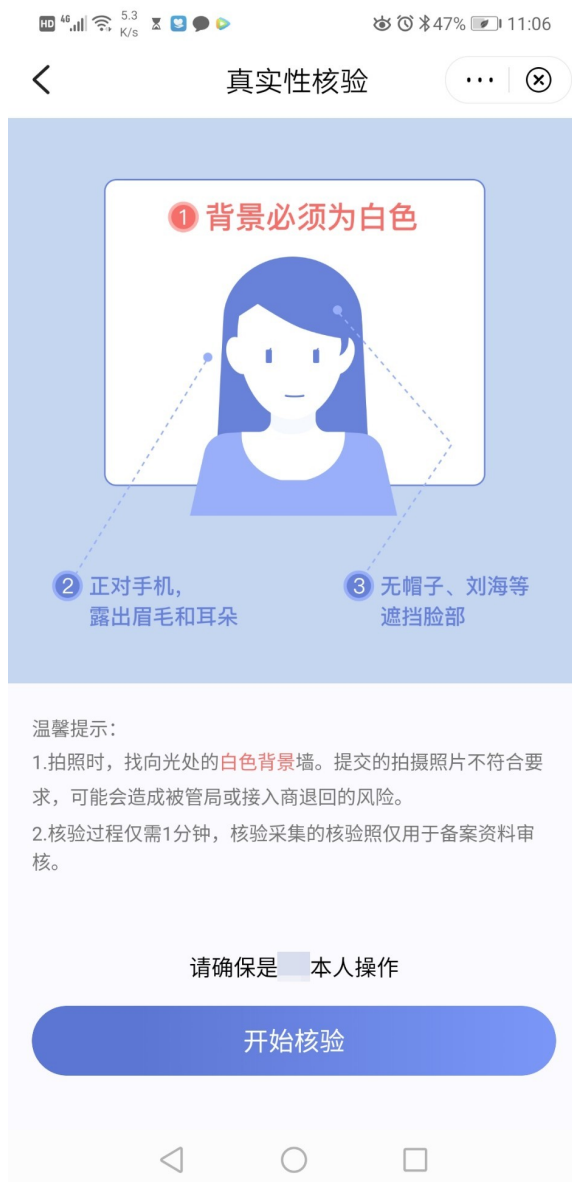 HD 4G 5.3 K/s 47% 11:06
真实性核验
1 背景必须为白色
2 正对手机,
露出眉毛和耳朵
3 无帽子、刘海等
遮挡脸部
温馨提示：
1.拍照时，找向光处的白色背景墙。提交的拍摄照片不符合要
求，可能会造成被管局或接入商退回的风险。
2.核验过程仅需1分钟，核验采集的核验照仅用于备案资料审
核。
请确保是 本人操作
开始核验